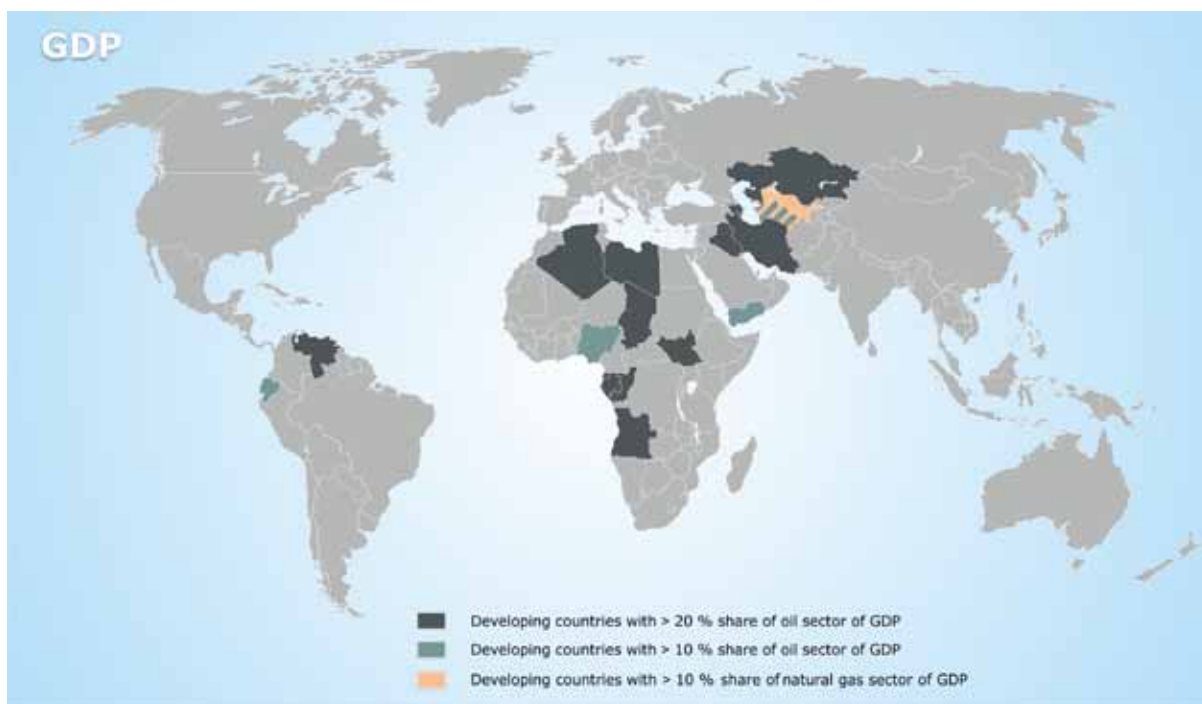 GDP
Developing countries with > 20 % share of oil sector of GDP
Developing countries with > 10 % share of oil sector of GDP
Developing countries with > 10 % share of natural gas sector of GDP